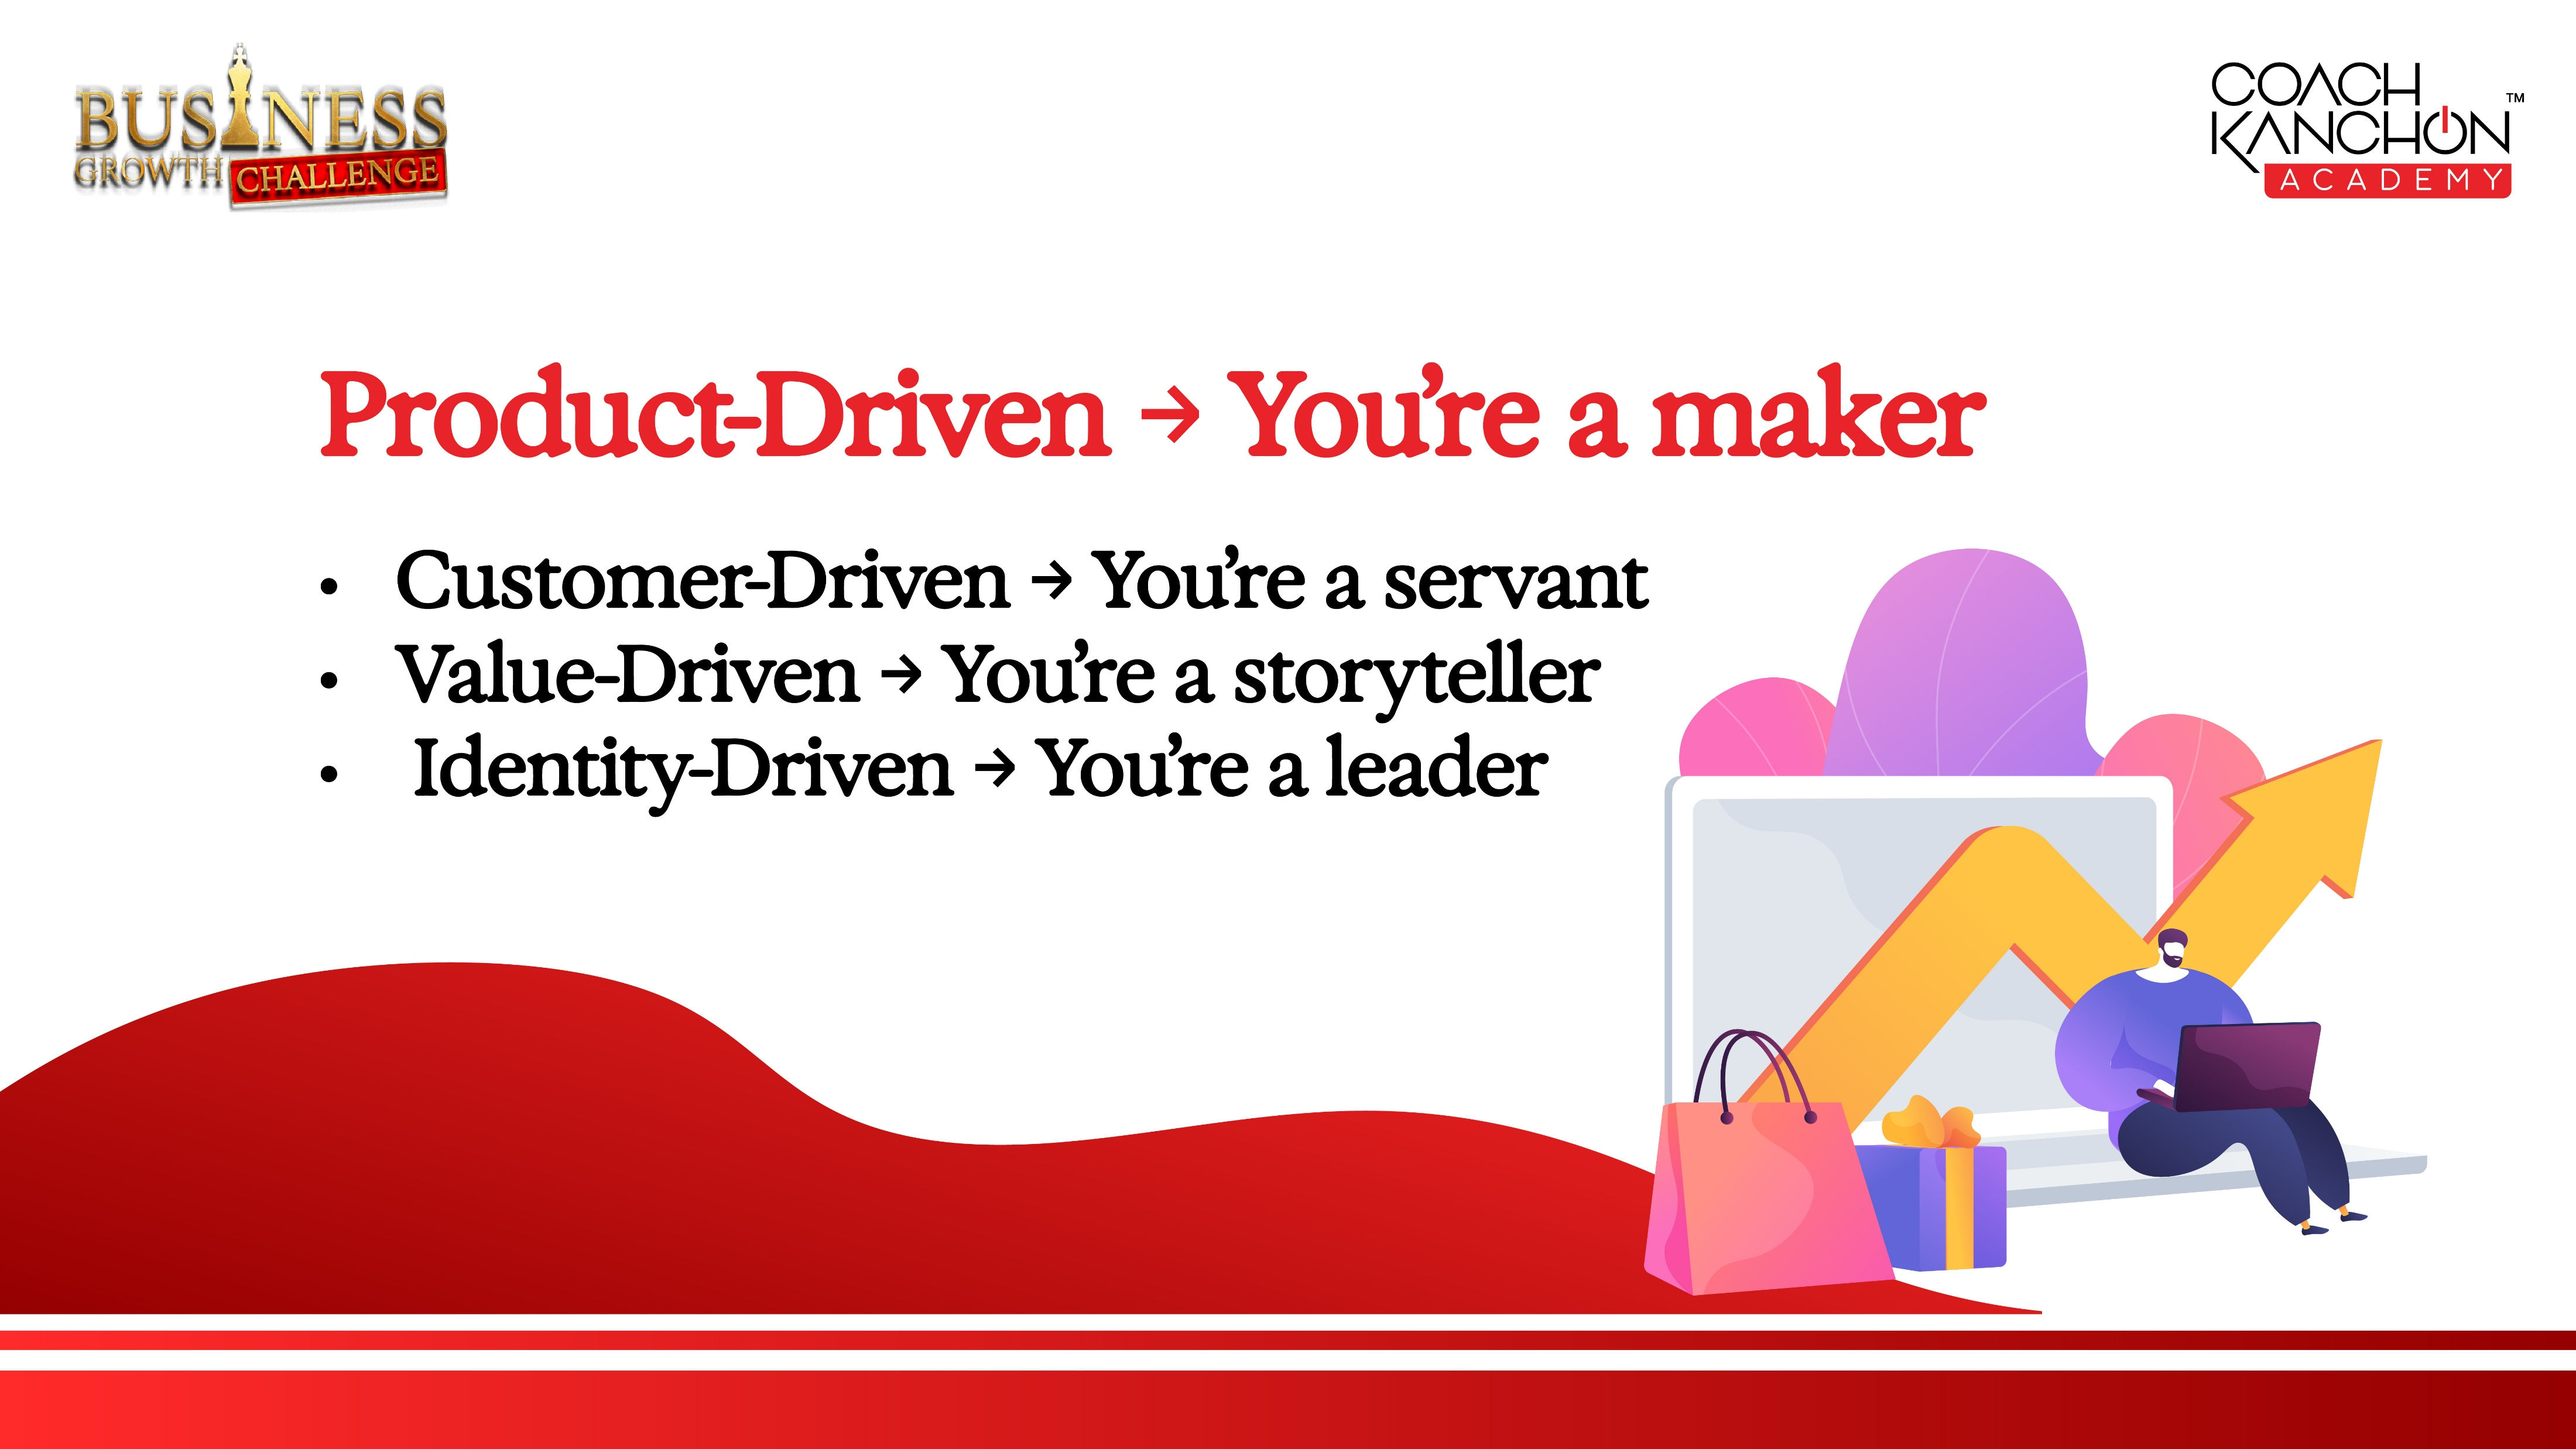 BUSINESS
GROWTH CHALLENGE
COACH
KANCHON™
ACADEMY
Product-Driven → You’re a maker
• Customer-Driven → You’re a servant
• Value-Driven → You’re a storyteller
• Identity-Driven → You’re a leader